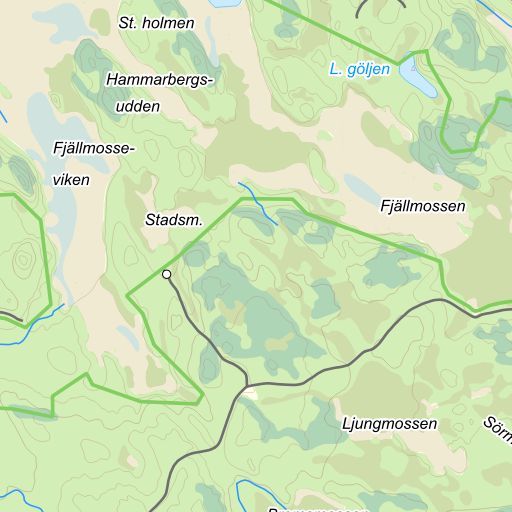 St. holmen
L. göljen
Hammarbergs-
udden
Fjällmosse-
viken
Fjällmossen
Stadsm.
Ljungmossen